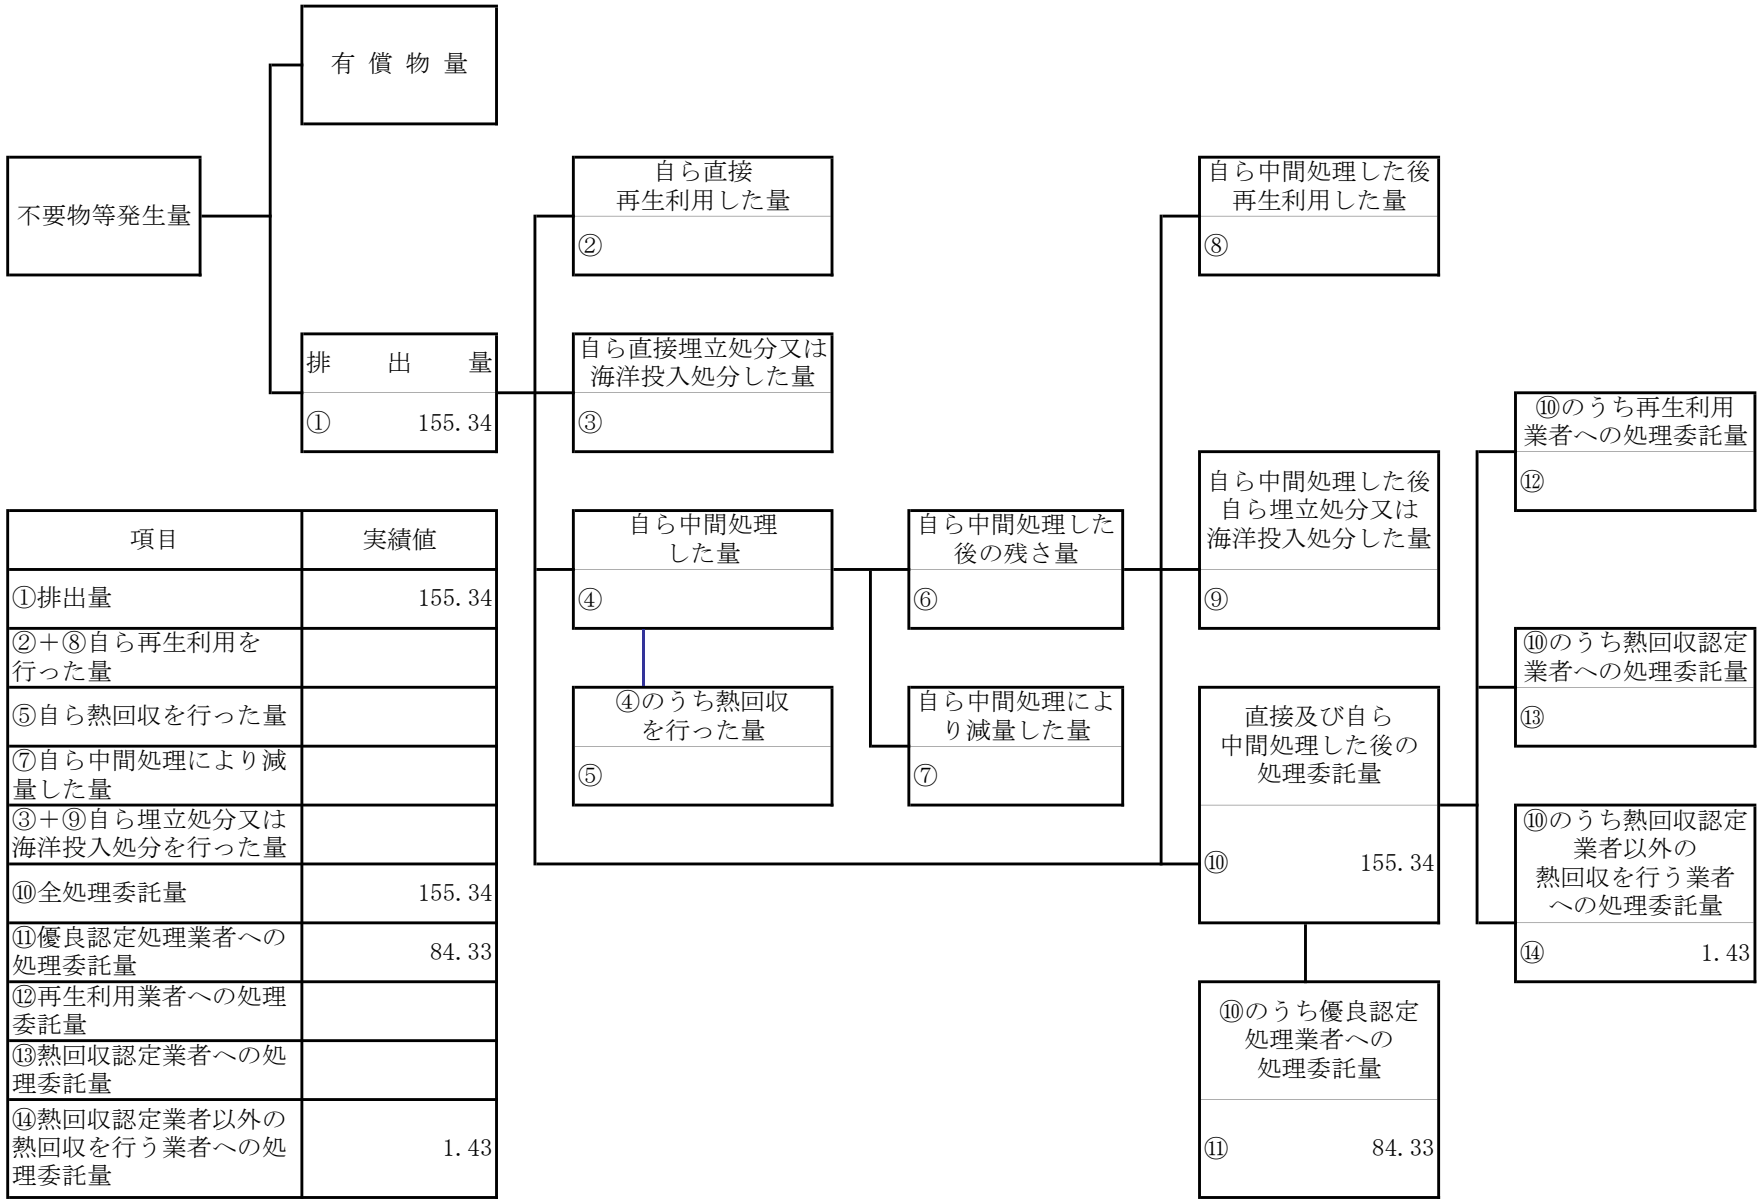 有 償 物 量
不要物等発生量
排 出 量
① 155.34
自ら直接
再生利用した量
②
自ら直接埋立処分又は
海洋投入処分した量
③
自ら中間処理
した量
④
④のうち熱回収
を行った量
⑤
自ら中間処理した
後の残さ量
⑥
自ら中間処理によ
り減量した量
⑦
自ら中間処理した後
再生利用した量
⑧
自ら中間処理した後
自ら埋立処分又は
海洋投入処分した量
⑨
直接及び自ら
中間処理した後の
処理委託量
⑩ 155.34
⑩のうち優良認定
処理業者への
処理委託量
⑪ 84.33
⑩のうち再生利用
業者への処理委託量
⑫
⑩のうち熱回収認定
業者への処理委託量
⑬
⑩のうち熱回収認定
業者以外の
熱回収を行う業者
への処理委託量
⑭ 1.43
項目 実績値
①排出量 155.34
②+⑧自ら再生利用を
行った量
⑤自ら熱回収を行った量
⑦自ら中間処理により減
量した量
③+⑨自ら埋立処分又は
海洋投入処分を行った量
⑩全処理委託量 155.34
⑪優良認定処理業者への
処理委託量 84.33
⑫再生利用業者への処理
委託量
⑬熱回収認定業者への処
理委託量
⑭熱回収認定業者以外の
熱回収を行う業者への処 1.43
理委託量